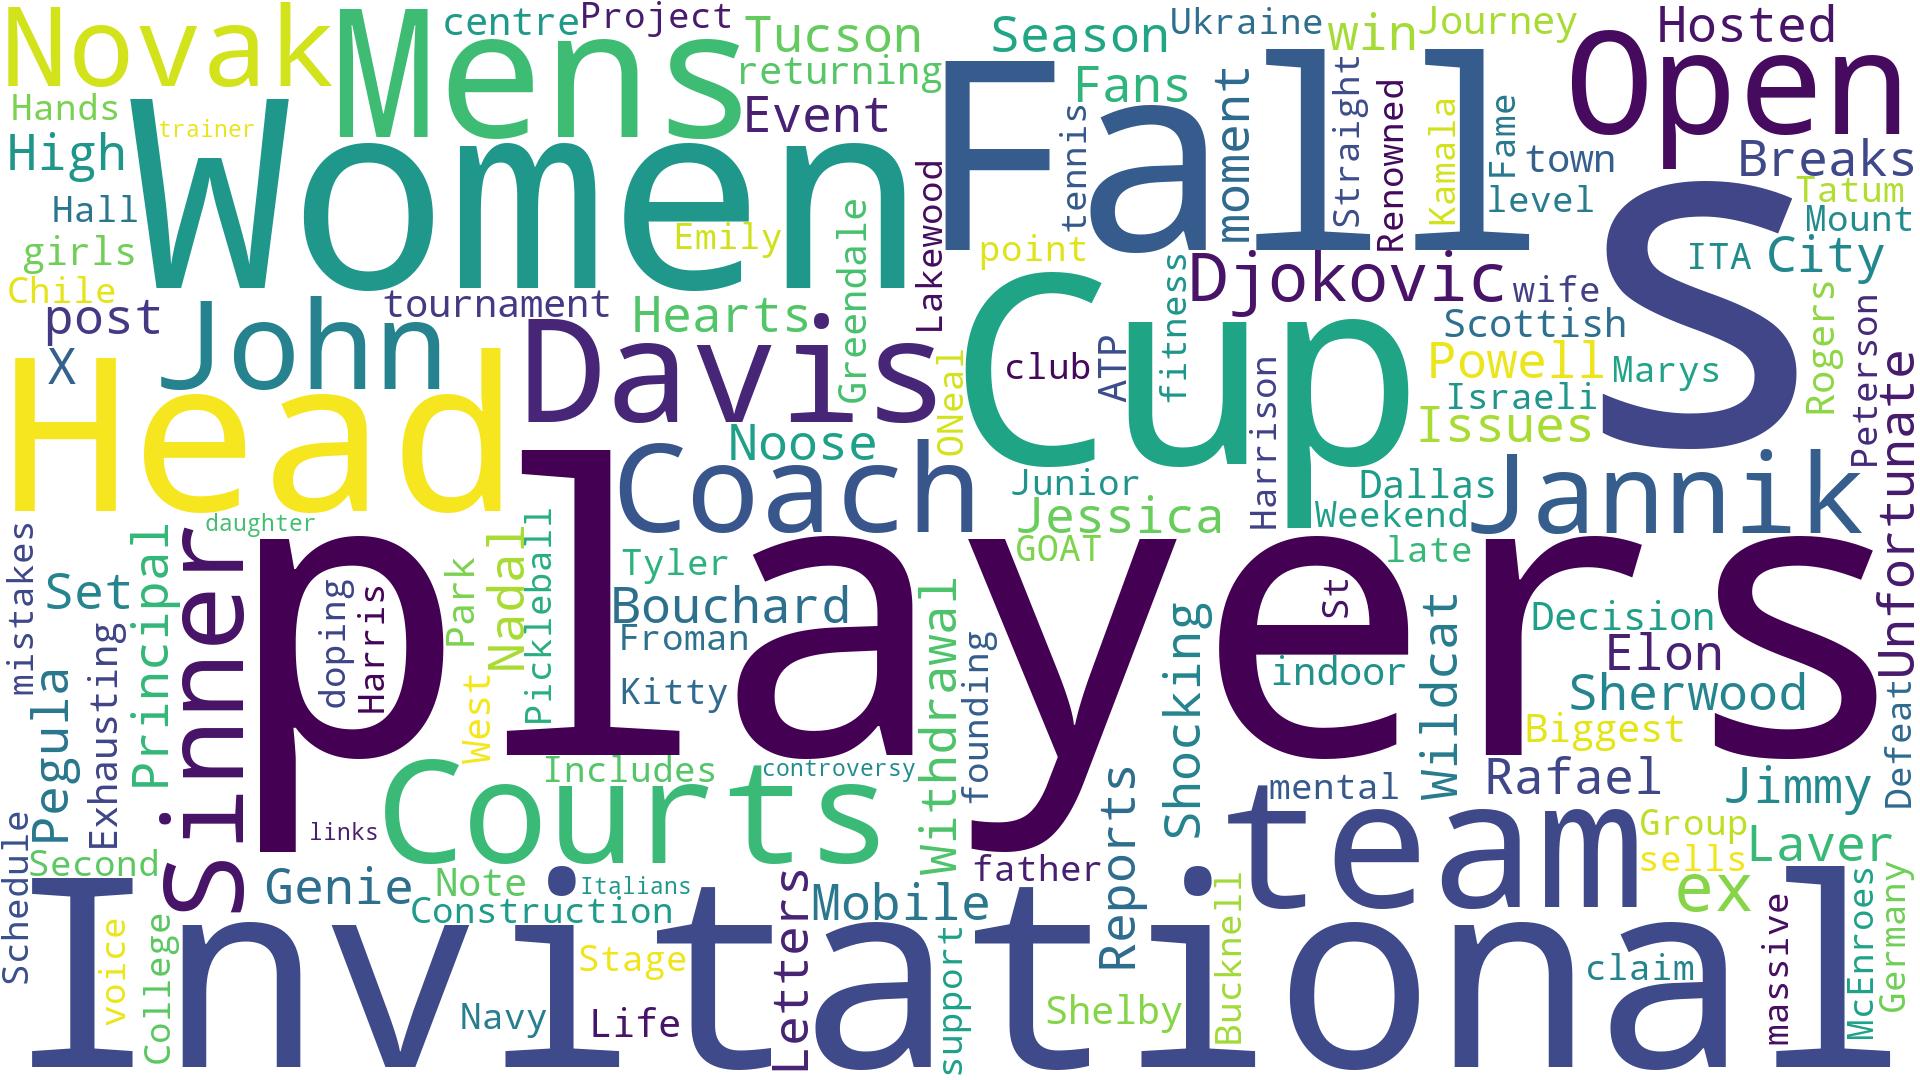 Novak
Mens
centre
Project
Tucson
returning
Season
Ukraine
win
Journey
Open
Hosted
Hands
trainer
Women
Event
Fall
Fans
tennis
moment
Straight
Renowned
Kamala
Fame
town
level
Breaks
Tatum
Mount
High
Hall
girls
Chile
Emily
Greendale
Lakewood
point
fitness
Djokovic
wife
S
ITA
City
post
John
tournament
Hearts
Davis
Cup
Scottish
Rogers
Peterson
X
Head
ONeal
club
ATP
Harrison
Powell
Israeli
Issues
Marys
Unfortunate
Noose
Coach
Junior
Jessica
GOAT
Dallas
Weekend
late
Jannik
mistakes
daughter
Principal
Sinner
players
Set
doping
Harris
Park
Nadal
Pickleball
Tyler
Bouchard
Froman
Kitty
Withdrawal
founding
Shocking
St
indoor
Wildcat
Decision
Elon
Sherwood
Biggest
Defeat
Pegula
Exhausting
West
Includes
controversy
Courts
links
Reports
mental
Rafael
Jimmy
team
Group
sells
Laver
Schedule
Second
Genie
Note
Italians
Construction
Letters
Mobile
father
Bucknell
ex
massive
McEnroes
Germany
Invitational
voice
College
Stage
Navy
Life
support
Shelby
claim